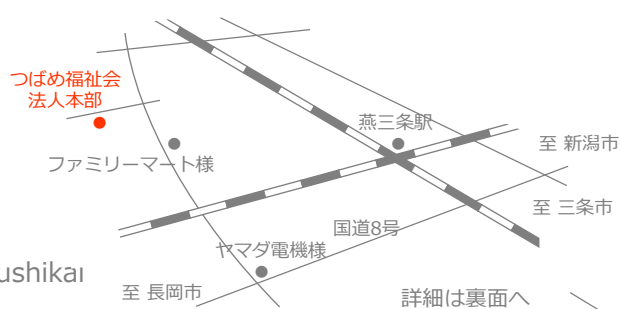 つばめ福祉会
法人本部
燕三条駅
至 新潟市
ファミリーマート様
至 三条市
国道8号
ヤマダ電機様
ushikai
至 長岡市
詳細は裏面へ